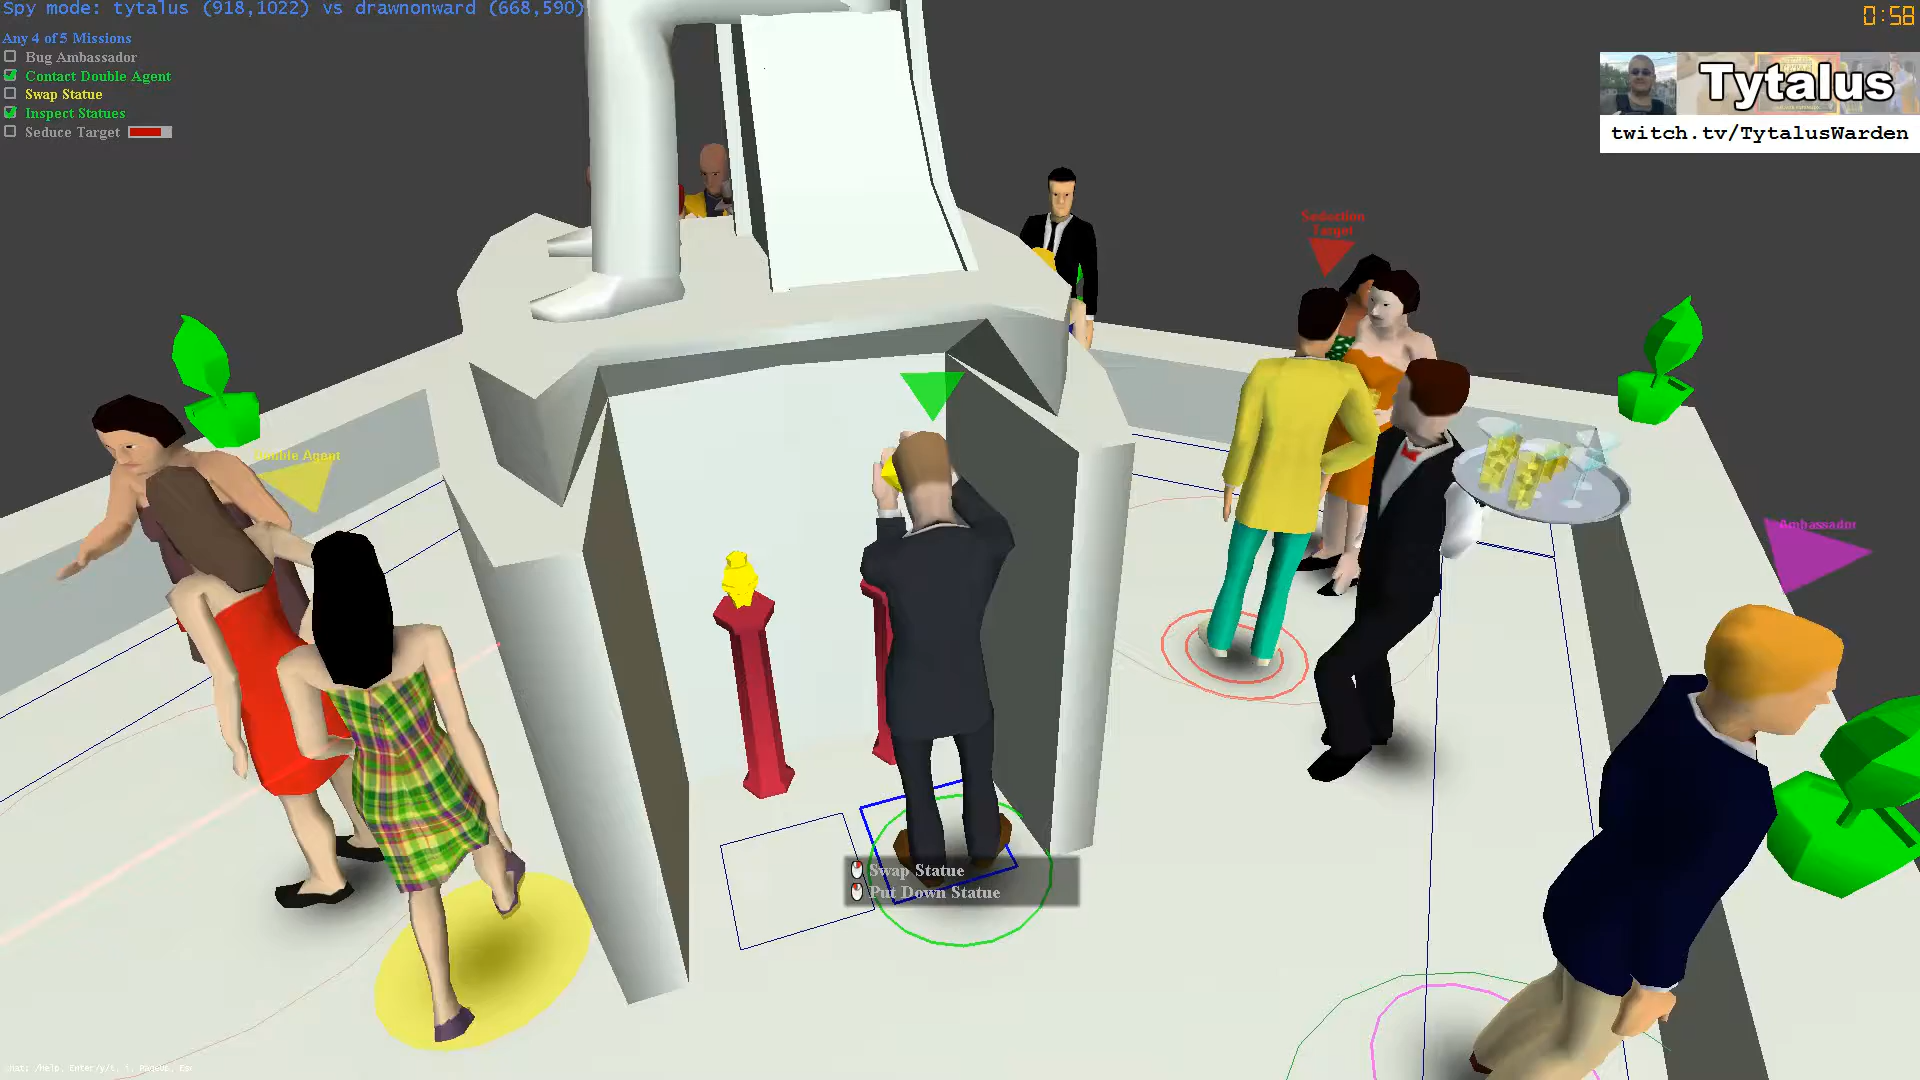 Spy mode: tytalus (918,1022) vs drawnonward (668,590)
0:58
Any 4 of 5 Missions
Bug Ambassador
Contact Double Agent
Swap Statue
Inspect Statues
Seduce Target
Tytalus
twitch.tv/TytalusWarden
Seduction
Target
Double Agent
Ambassador
Swap Statue
Put Down Statue